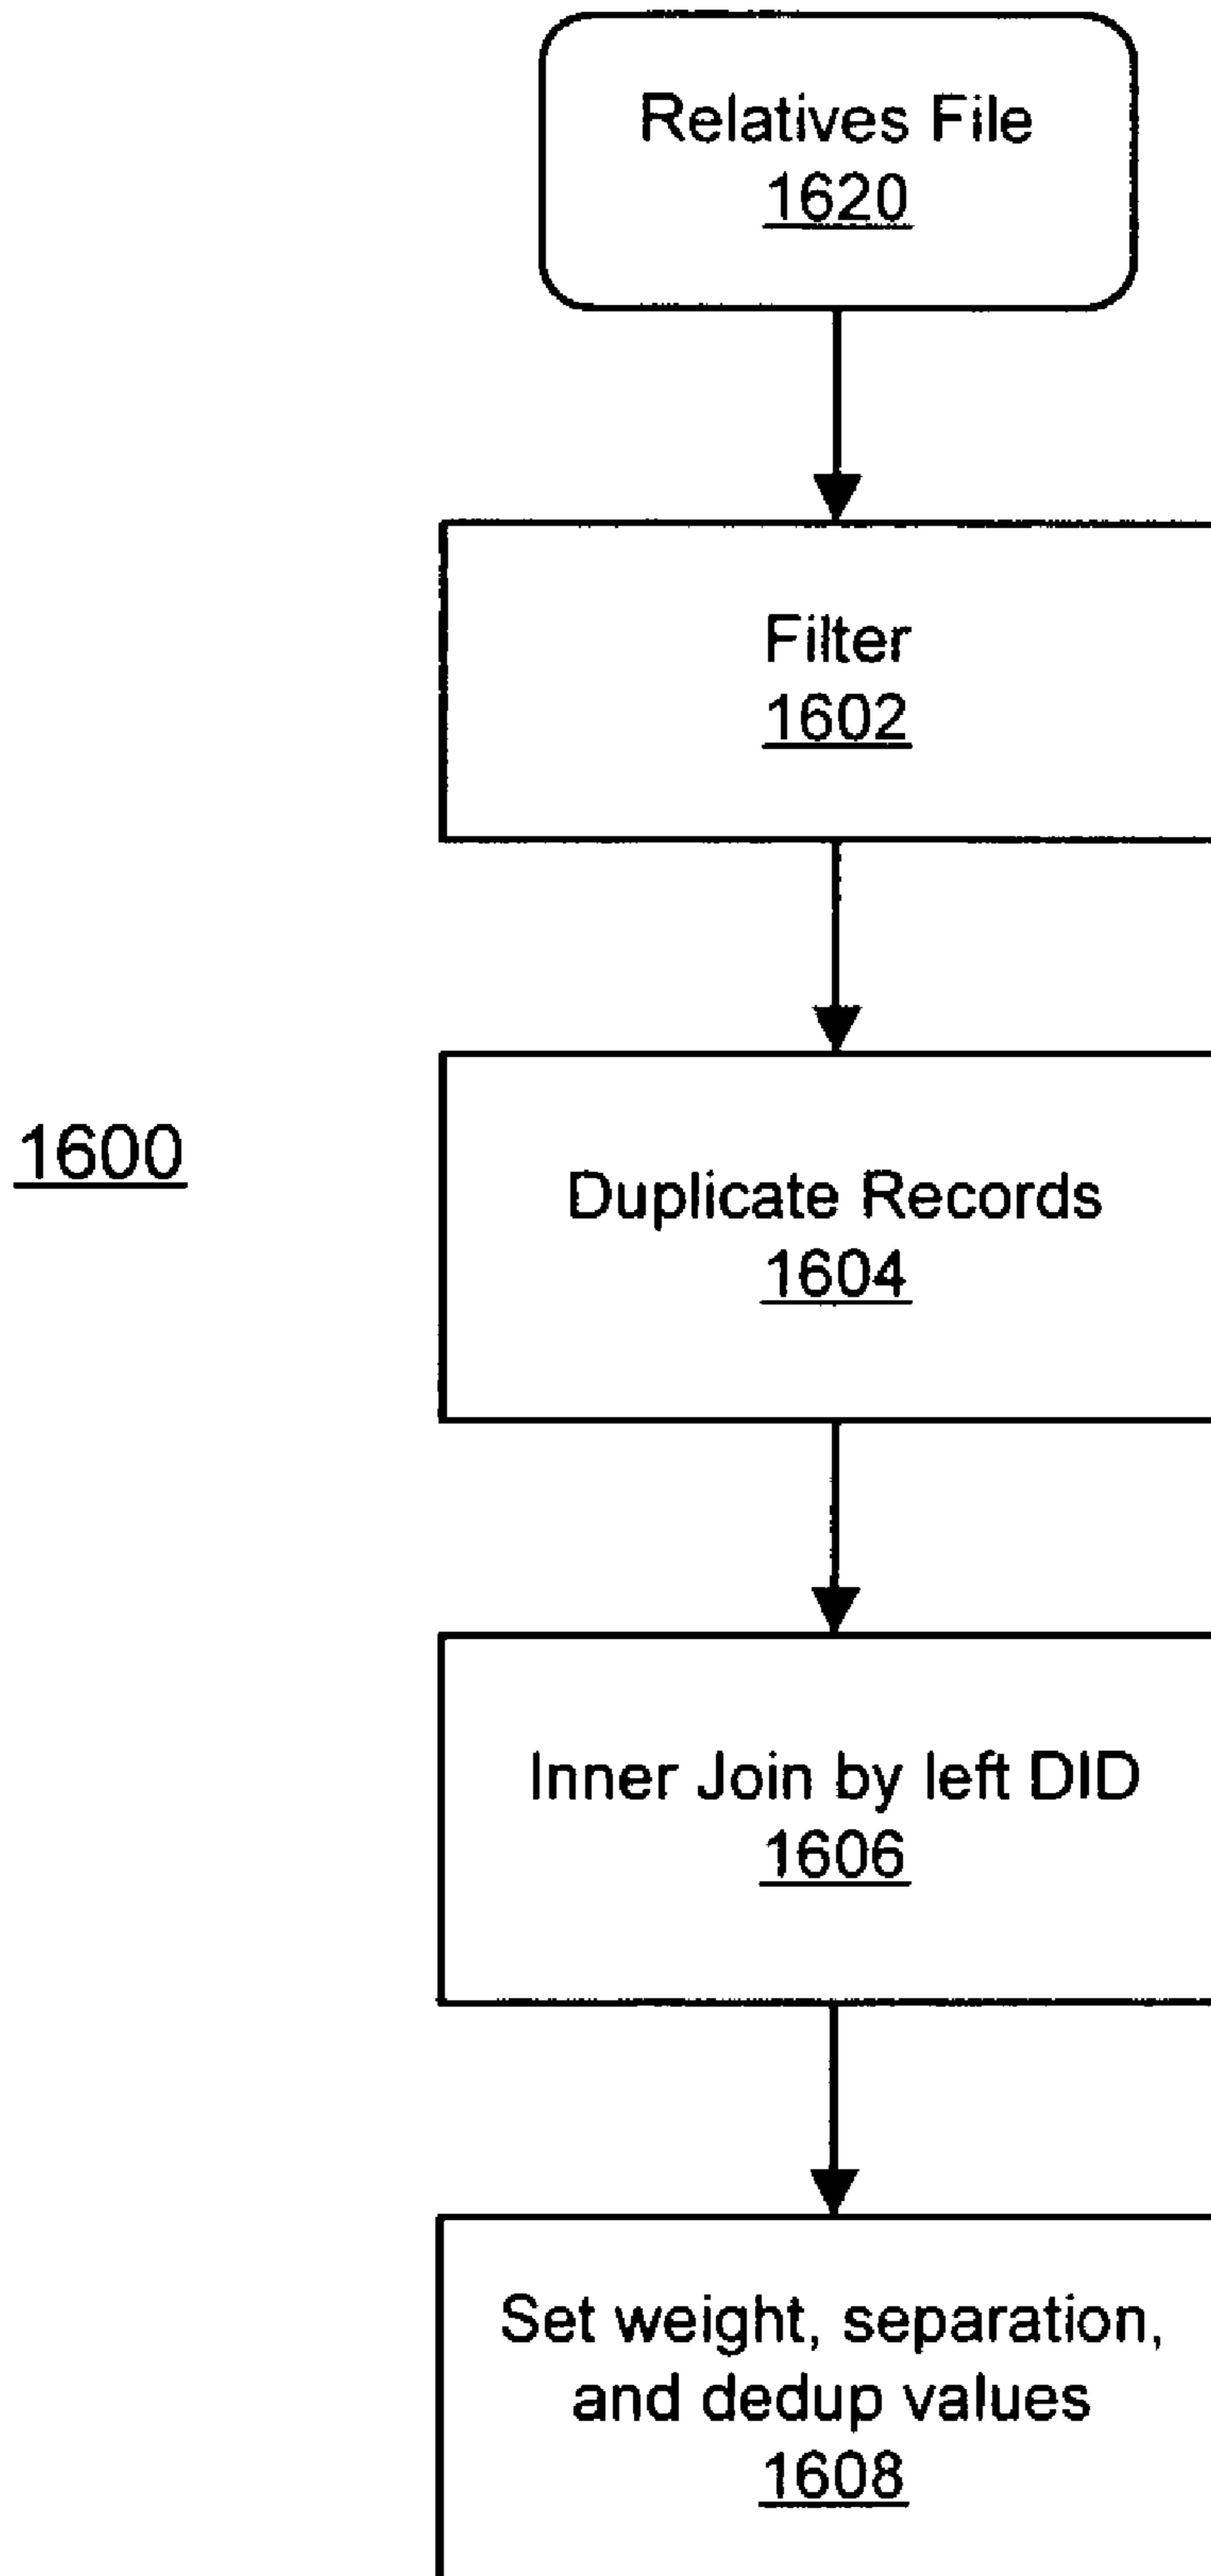 Relatives File
1620
Filter
1602
1600
Duplicate Records
1604
Inner Join by left DID
1606
Set weight, separation,
and dedup values
1608